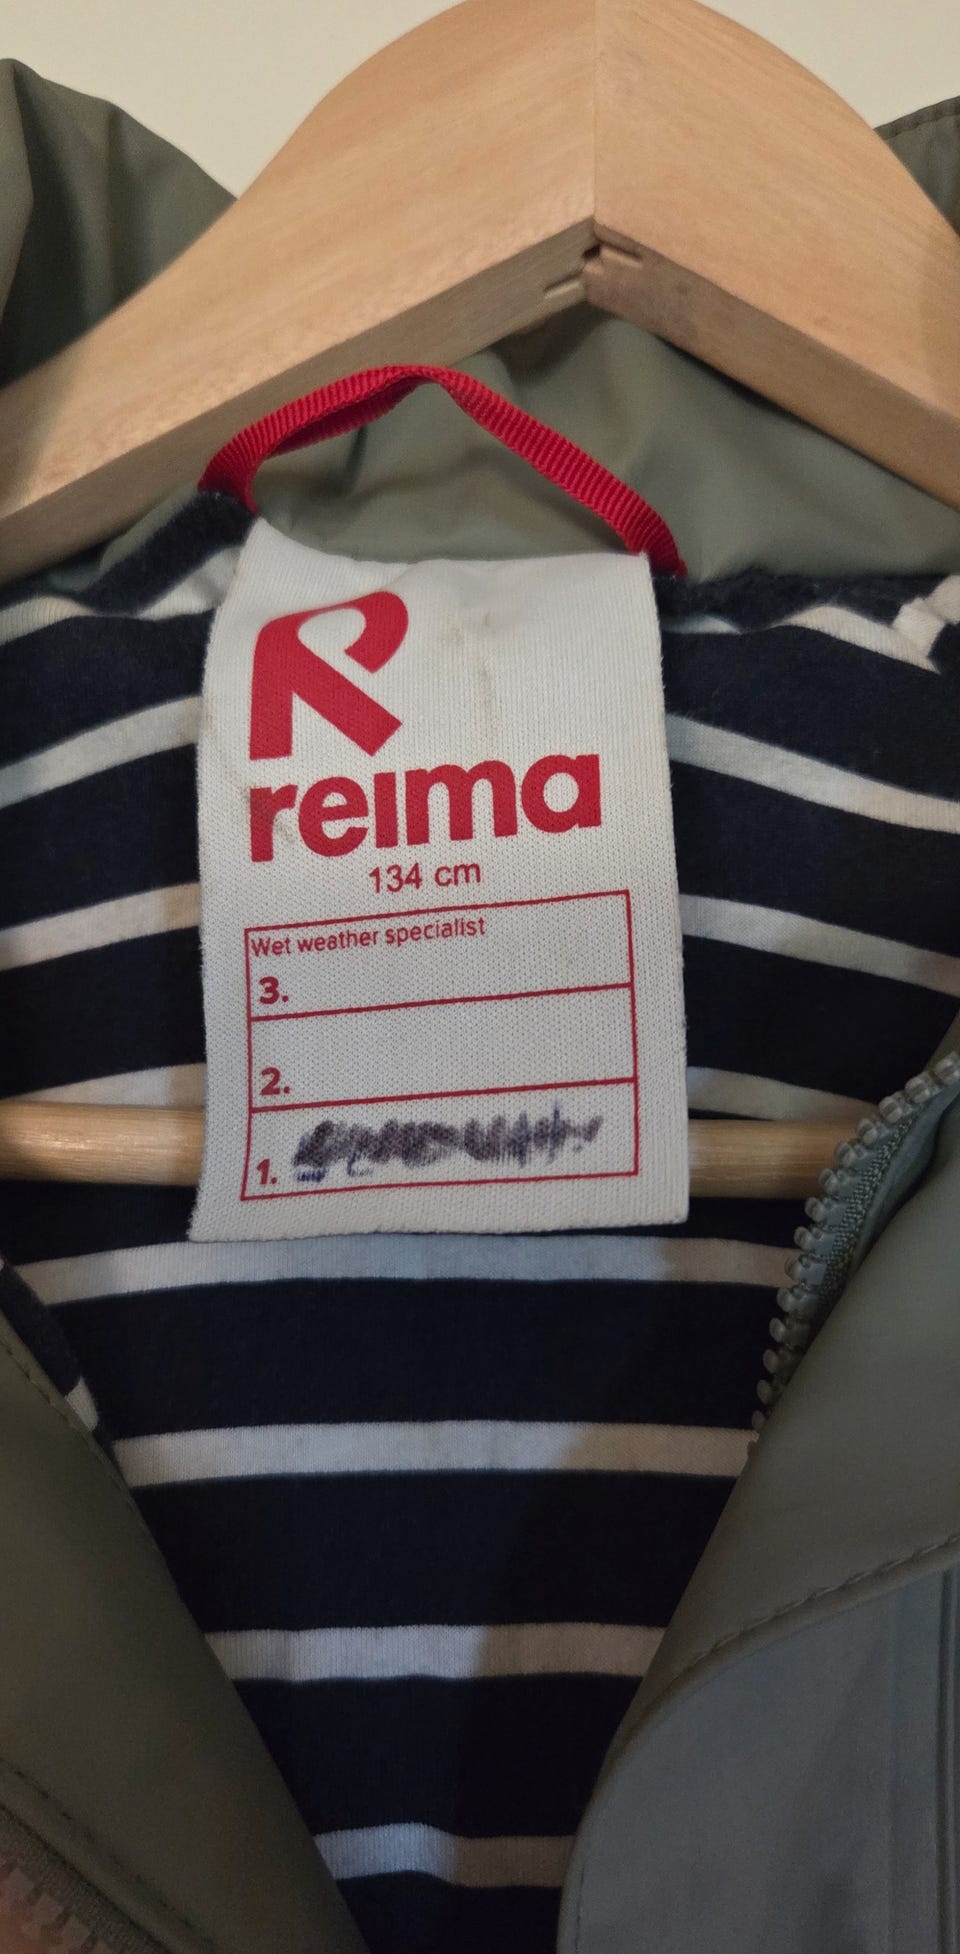 R
reima
134 cm
Wet weather specialist
3.
2.
1.